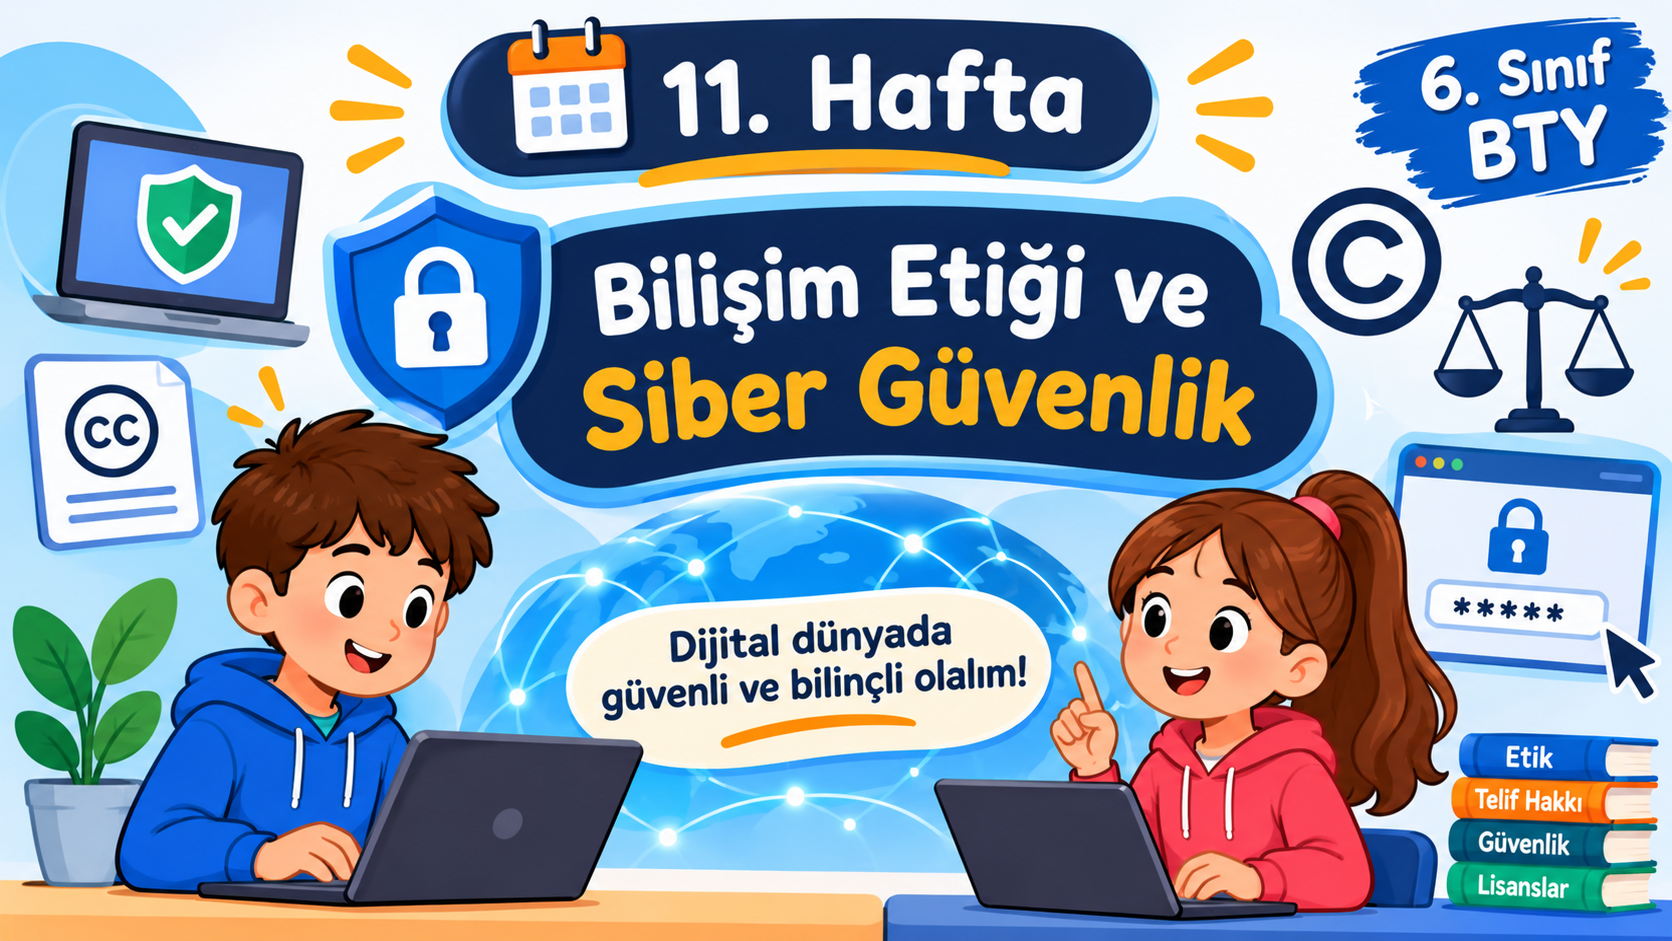 11. Hafta
6. Sınıf
BTY
Bilişim Etiği ve
Siber Güvenlik
©
CC
*****
Dijital dünyada
güvenli ve bilinçli olalım!
Etik
Telif Hakkı
Güvenlik
Lisanslar